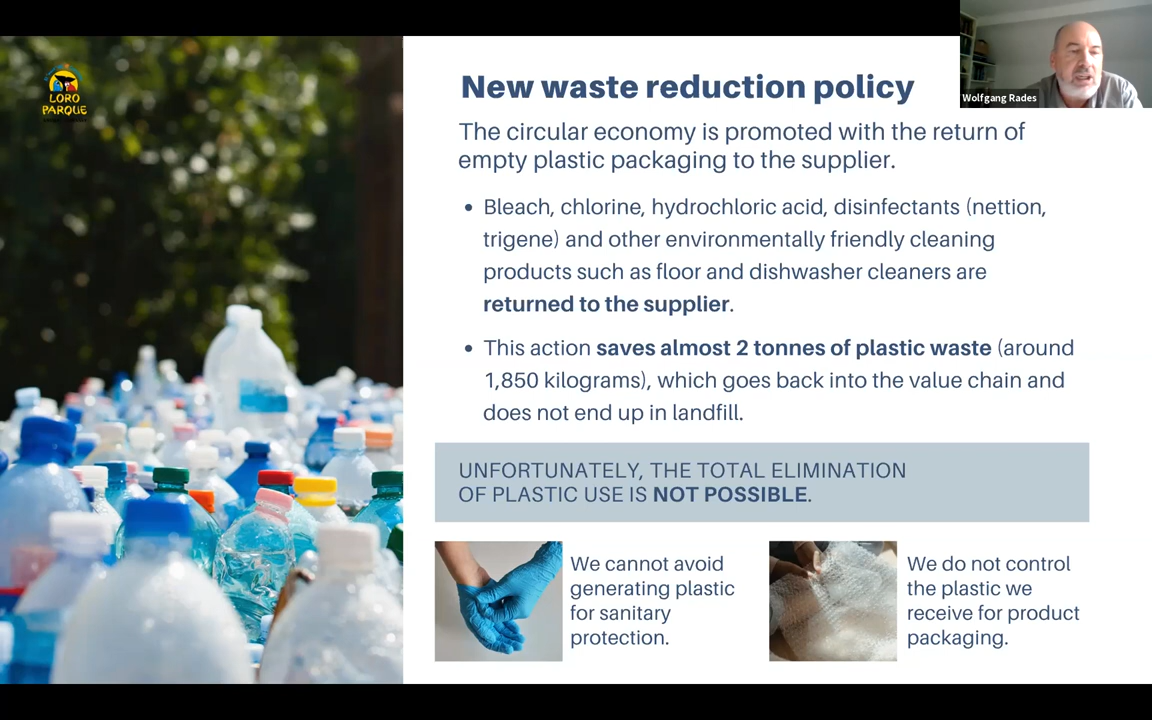 LORO
PARQUE
New waste reduction policy
Wolfgang Rades
The circular economy is promoted with the return of
empty plastic packaging to the supplier.
• Bleach, chlorine, hydrochloric acid, disinfectants (nettion,
trigene) and other environmentally friendly cleaning
products such as floor and dishwasher cleaners are
returned to the supplier.
• This action saves almost 2 tonnes of plastic waste (around
1,850 kilograms), which goes back into the value chain and
does not end up in landfill.
UNFORTUNATELY, THE TOTAL ELIMINATION
OF PLASTIC USE IS NOT POSSIBLE.
We cannot avoid
generating plastic
for sanitary
protection.
We do not control
the plastic we
receive for product
packaging.